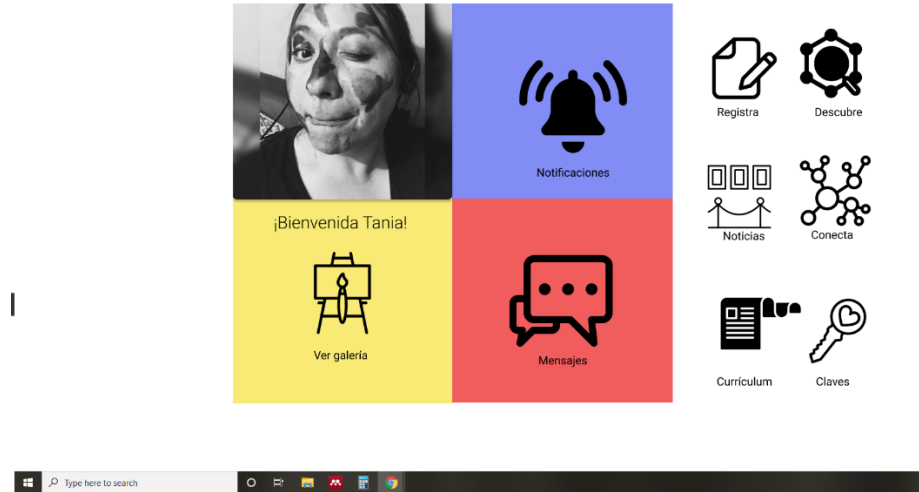 Notificaciones
Registra
Descubre
¡Bienvenida Tania!
Ver galería
Mensajes
Noticias
Conecta
Currículum
Claves
Type here to search